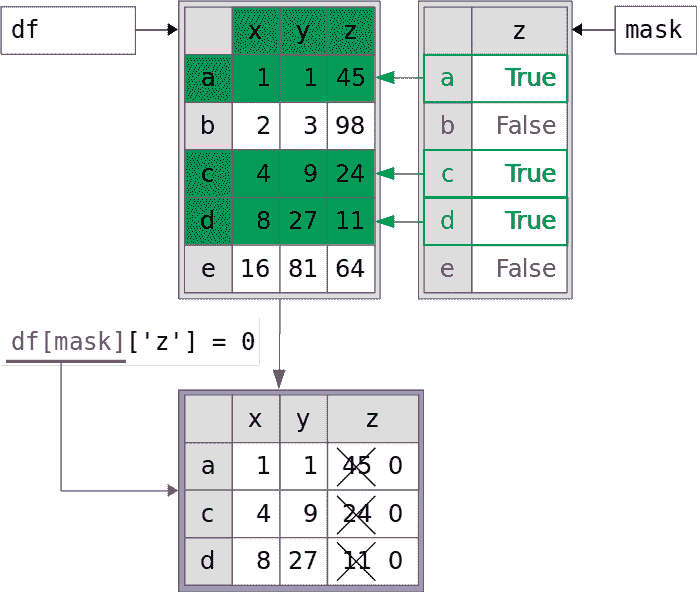 df
x y z
a 1 1 45
b 2 3 98
c 4 9 24
d 8 27 11
e 16 81 64
z
a True
b False
c True
d True
e False
mask
df[mask]['z'] = 0
x y z
a 1 1 45 0
c 4 9 24 0
d 8 27 11 0